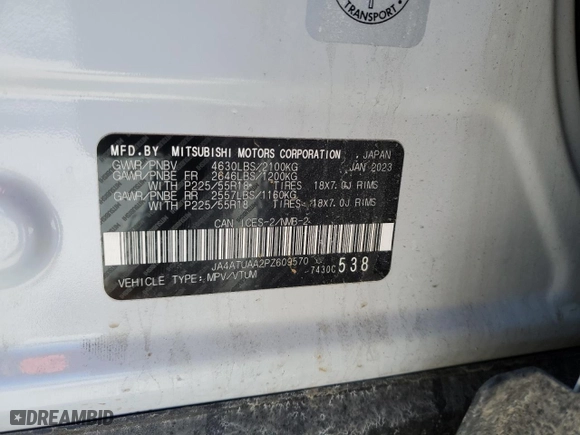 TRANSPORT
MFD.BY MITSUBISHI MOTORS CORPORATION JAPAN
GVWR/PNBV 4630LBS/2100KG JAN 2023
GAWR/PNBE FR 2646LBS/1200KG
WITH P225/55R18 TIRES 18X7.0J RIMS
GAWR/PNBE RR 2557LBS/1160KG
WITH P225/55R18 TIRES 18X7.0J RIMS
CAN ICES-2/NMB-2
JA4ATUAA2PZ609570
VEHICLE TYPE: MPV/VTUM 7430C 538
DREAMBID